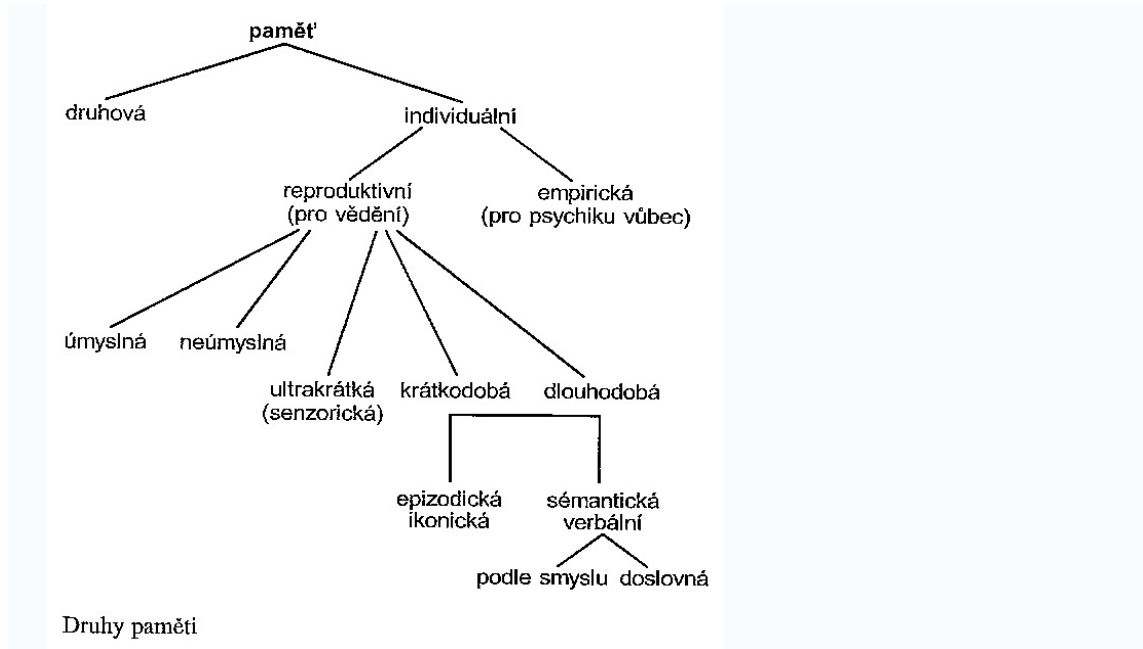 paměť
druhová
individuální
reproduktivní
(pro vědění)
empirická
(pro psychiku vůbec)
úmyslná
neúmyslná
ultrakrátká
(senzorická)
krátkodobá
dlouhodobá
epizodická
ikonická
sémantická
verbální
podle smyslu
doslovná
Druhy paměti